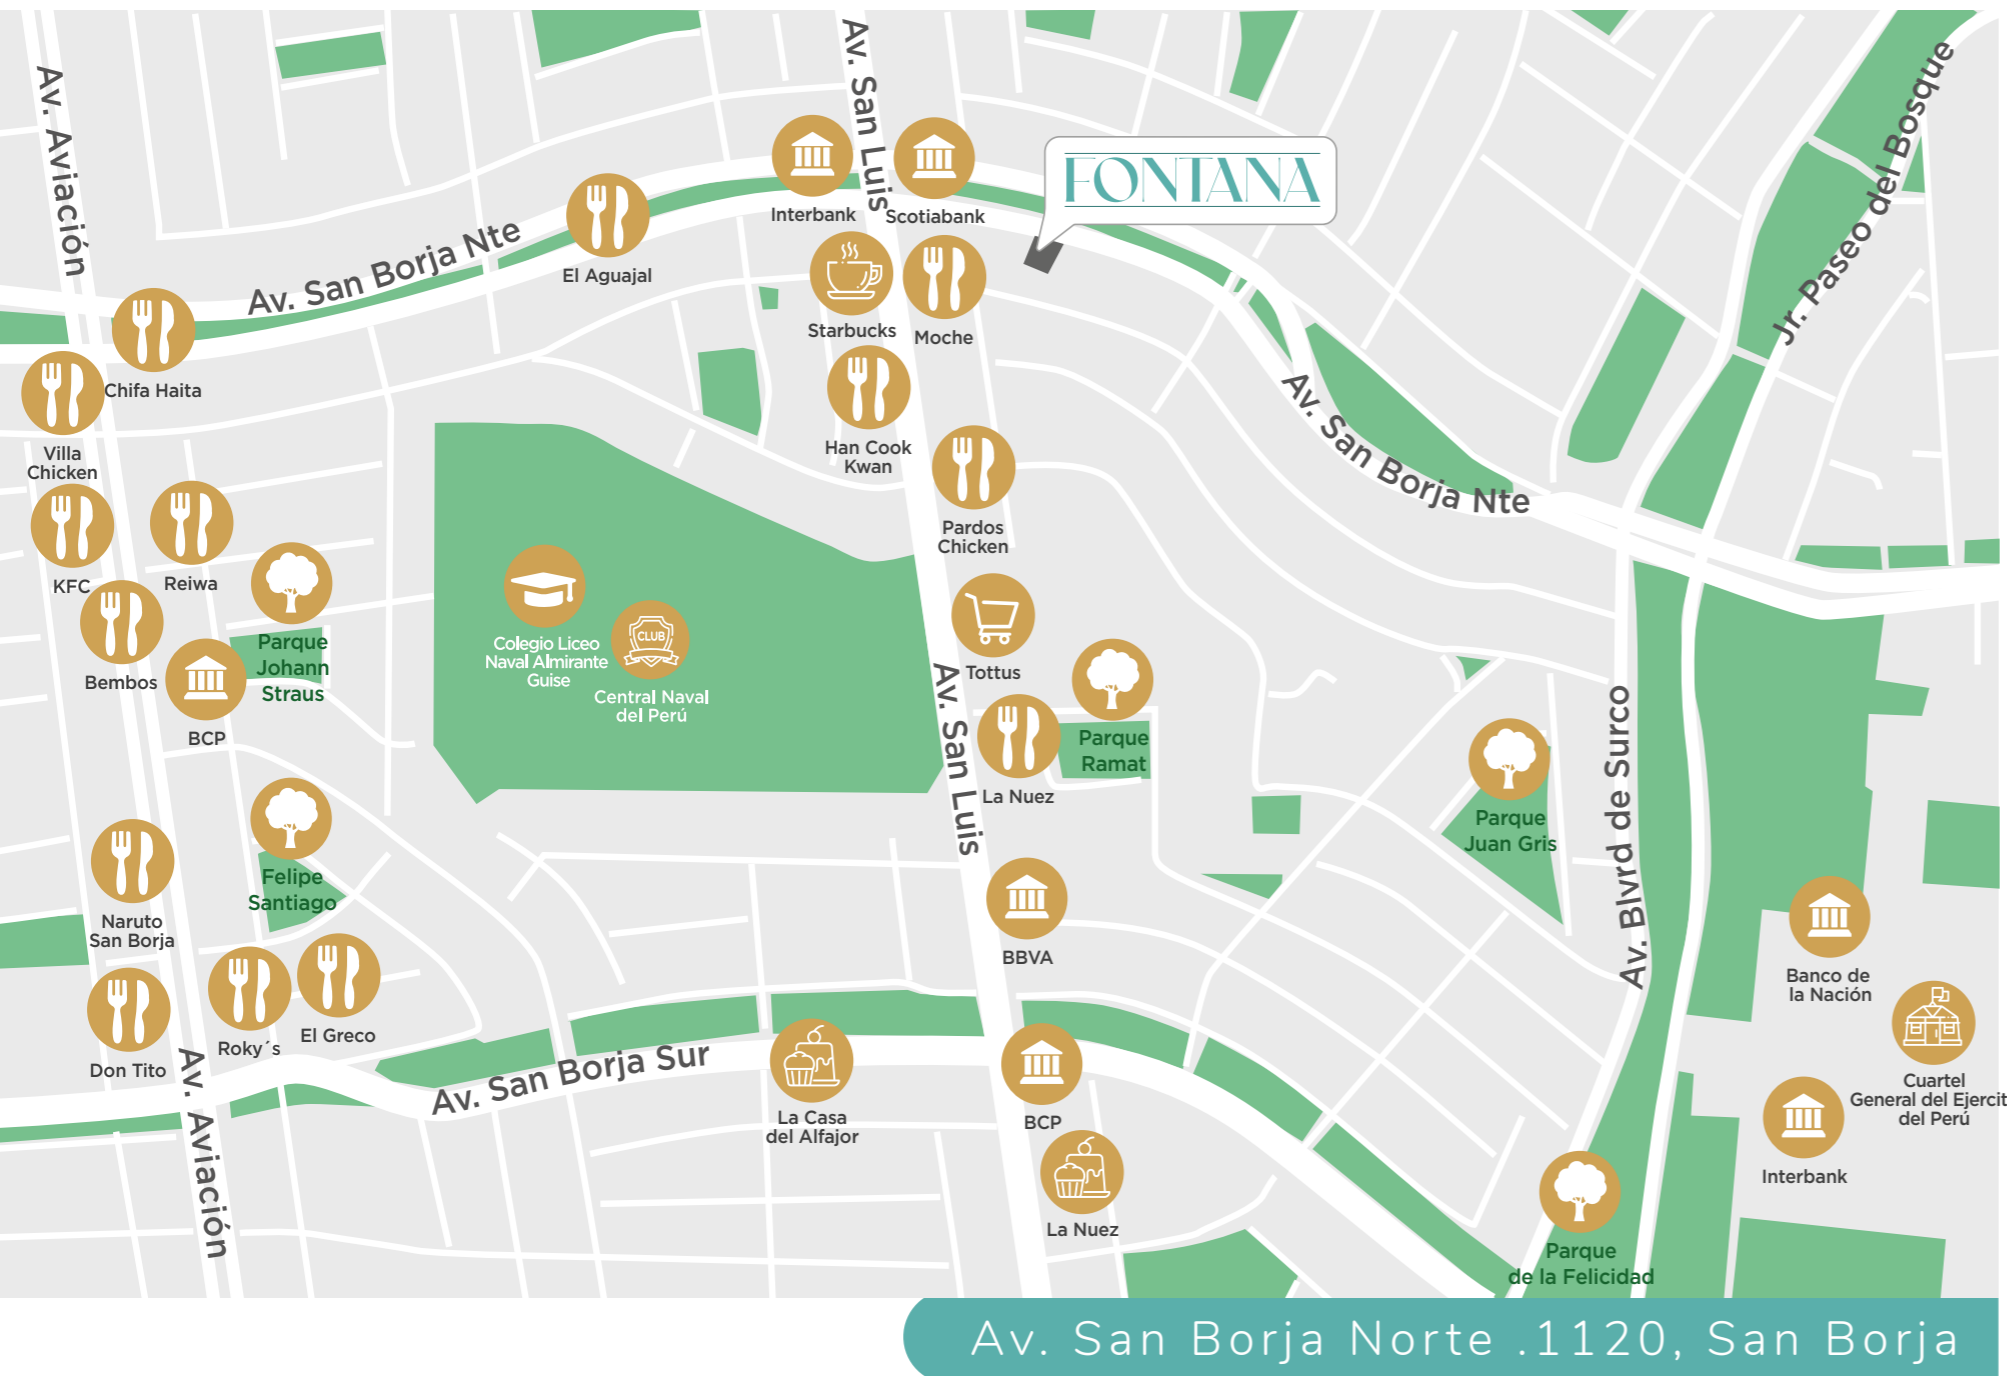 Av. Aviación
Av. San Luis
Jr. Paseo del Bosque
FONTANA
Interbank
Scotiabank
Av. San Borja Nte
El Aguajal
Starbucks
Moche
Chifa Haita
Av. San Borja Nte
Villa
Chicken
Han Cook
Kwan
Pardos
Chicken
KFC
Reiwa
Parque
Johann
Straus
Bembos
BCP
Colegio Liceo
Naval Almirante
Guise
CLUB
Central Naval
del Perú
Tottus
Av. San Luis
Parque
Ramat
La Nuez
Av. Blvrd de Surco
Parque
Juan Gris
Felipe
Santiago
Naruto
San Borja
BBVA
Banco de
la Nación
Don Tito
Roky´s
El Greco
Av. San Borja Sur
Av. Aviación
La Casa
del Alfajor
BCP
Cuartel
General del Ejercit
del Perú
Interbank
La Nuez
Parque
de la Felicidad
Av. San Borja Norte .1120, San Borja